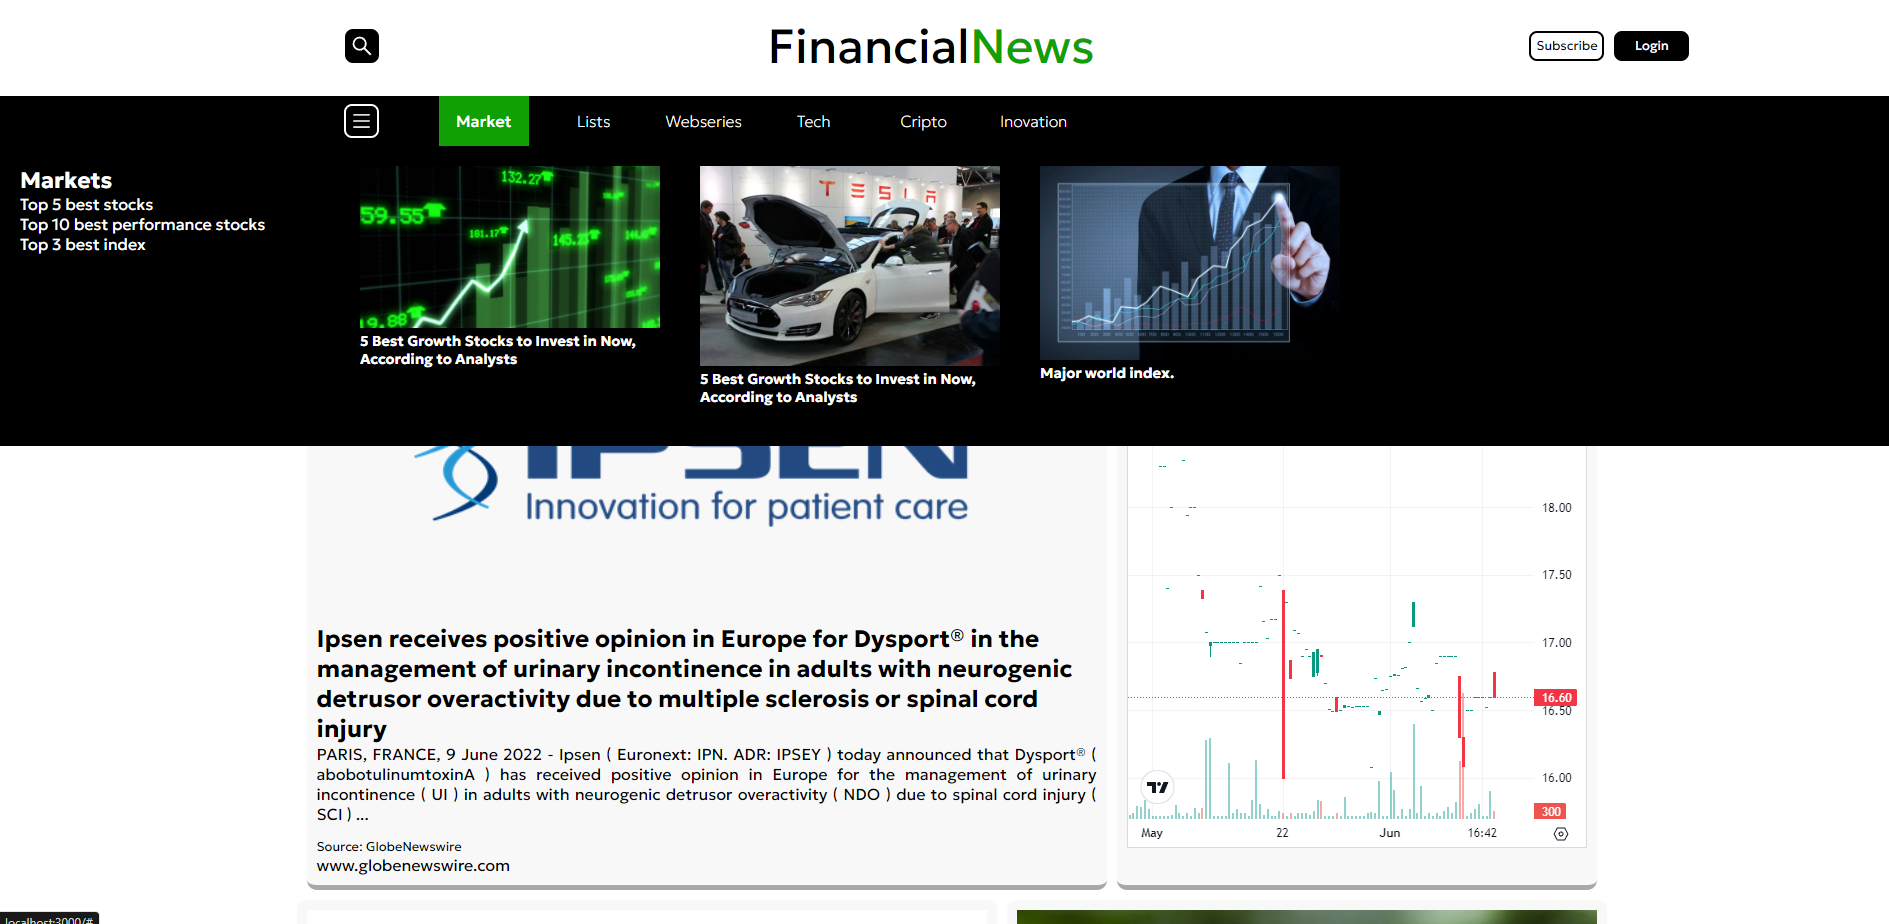 FinancialNews
Subscribe
Login
Market
Lists
Webseries
Tech
Cripto
Inovation
Markets
Top 5 best stocks
Top 10 best performance stocks
Top 3 best index
132.27
59.55
181.17
145.23
19.88
5 Best Growth Stocks to Invest in Now,
According to Analysts
TESLA
5 Best Growth Stocks to Invest in Now,
According to Analysts
Major world index.
IPSEN
Innovation for patient care
Ipsen receives positive opinion in Europe for Dysport® in the
management of urinary incontinence in adults with neurogenic
detrusor overactivity due to multiple sclerosis or spinal cord
injury
PARIS, FRANCE, 9 June 2022 - Ipsen ( Euronext: IPN. ADR: IPSEY ) today announced that Dysport® (
abobotulinumtoxinA ) has received positive opinion in Europe for the management of urinary
incontinence ( UI ) in adults with neurogenic detrusor overactivity ( NDO ) due to spinal cord injury (
SCI ) ...
Source: GlobeNewswire
www.globenewswire.com
18.00
17.50
17.00
16.60
16.50
16.00
300
May
22
Jun
16:42
localhost:3000/#